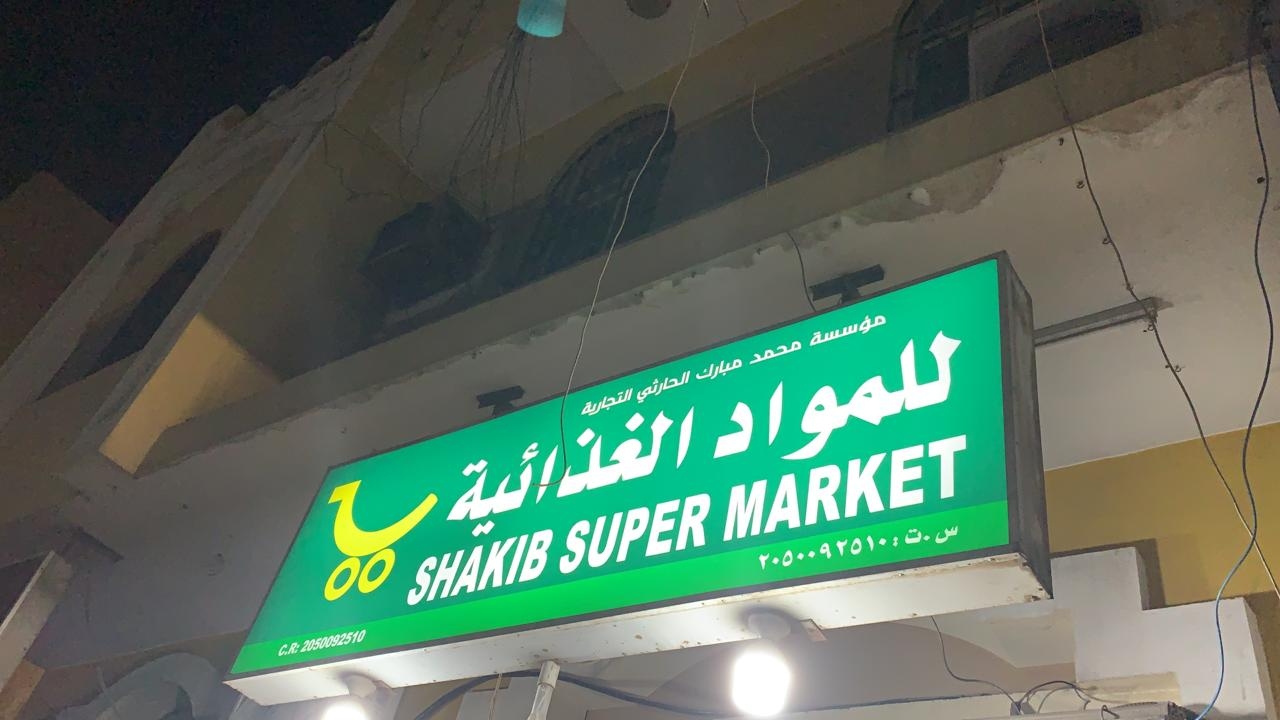 مؤسسة محمد مبارك الحارثي التجارية
للمواد الغذائية
SHAKIB SUPER MARKET
س.ت: ٢٠٥٠٠٩٢٥١٠
C.R: 2050092510